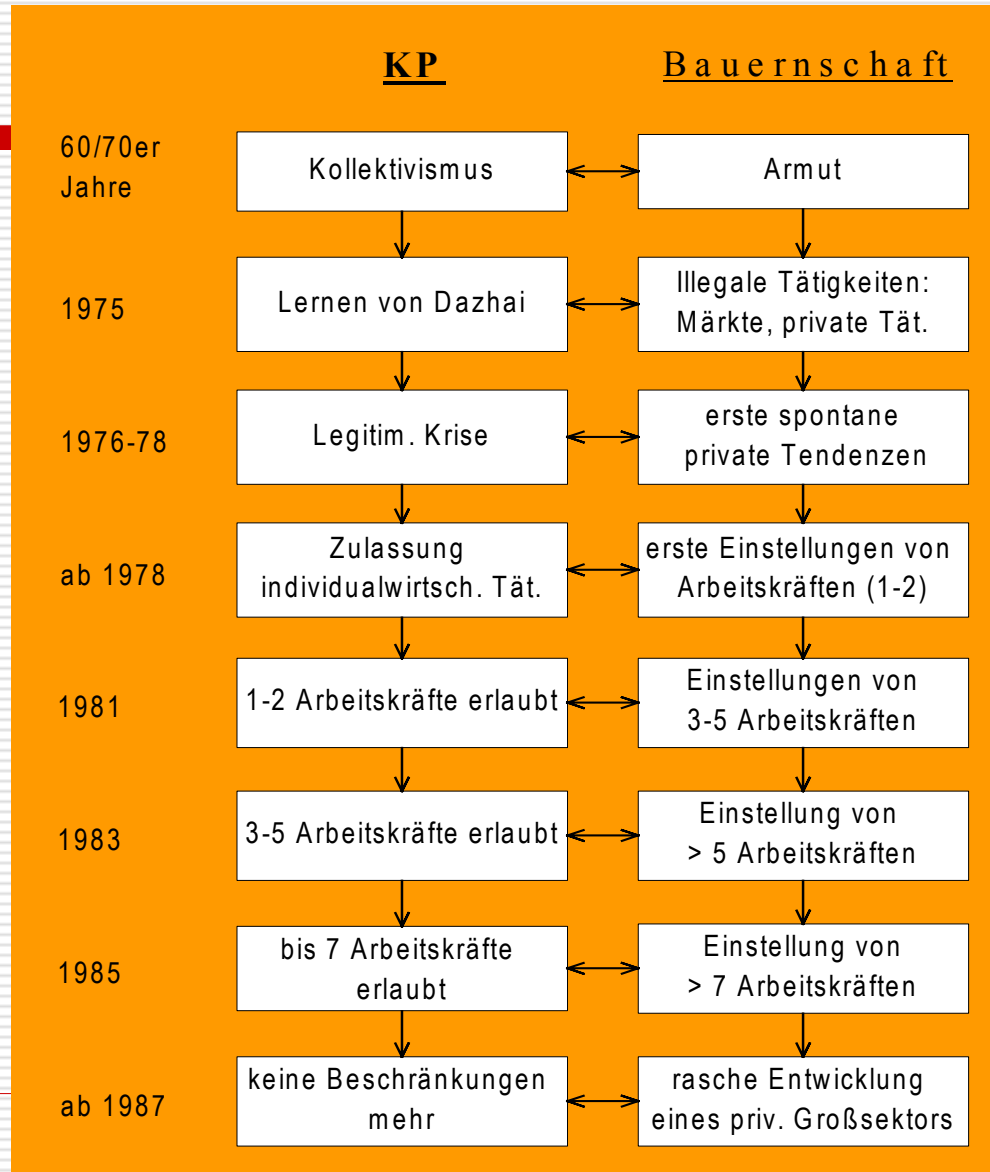 KP Bauernschaft
60/70er
Jahre
Kollektivismus
Armut
1975
Lernen von Dazhai
Illegale Tätigkeiten:
Märkte, private Tät.
1976-78
Legitim. Krise
erste spontane
private Tendenzen
ab 1978
Zulassung
individualwirtsch. Tät.
erste Einstellungen von
Arbeitskräften (1-2)
1981
1-2 Arbeitskräfte erlaubt
Einstellungen von
3-5 Arbeitskräften
1983
3-5 Arbeitskräfte erlaubt
Einstellung von
> 5 Arbeitskräften
1985
bis 7 Arbeitskräfte
erlaubt
Einstellung von
> 7 Arbeitskräften
ab 1987
keine Beschränkungen
mehr
rasche Entwicklung
eines priv. Großsektors